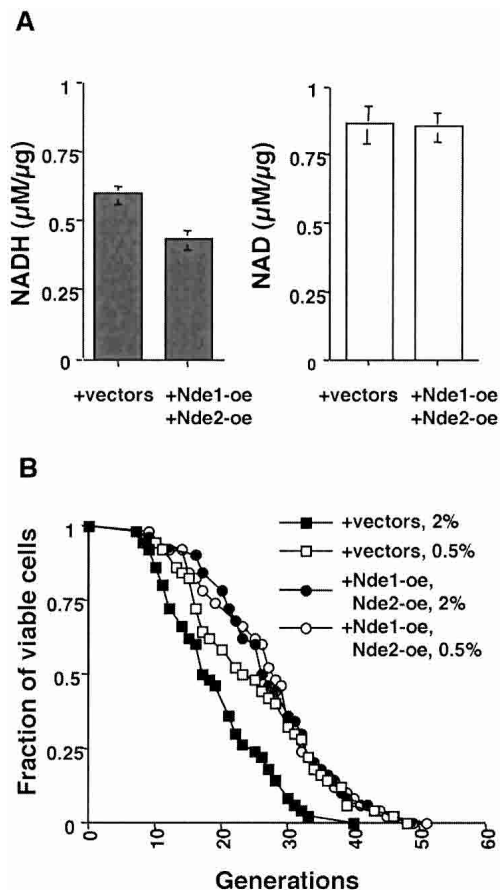 A
NADH (µM/µg)
1
0.75
0.5
0.25
0
+vectors
+Nde1-oe
+Nde2-oe
NAD (µM/µg)
1
0.75
0.5
0.25
0
+vectors
+Nde1-oe
+Nde2-oe
B
Fraction of viable cells
1
0.75
0.5
0.25
0
+vectors, 2%
+vectors, 0.5%
+Nde1-oe,
Nde2-oe, 2%
+Nde1-oe,
Nde2-oe, 0.5%
0 10 20 30 40 50 60
Generations